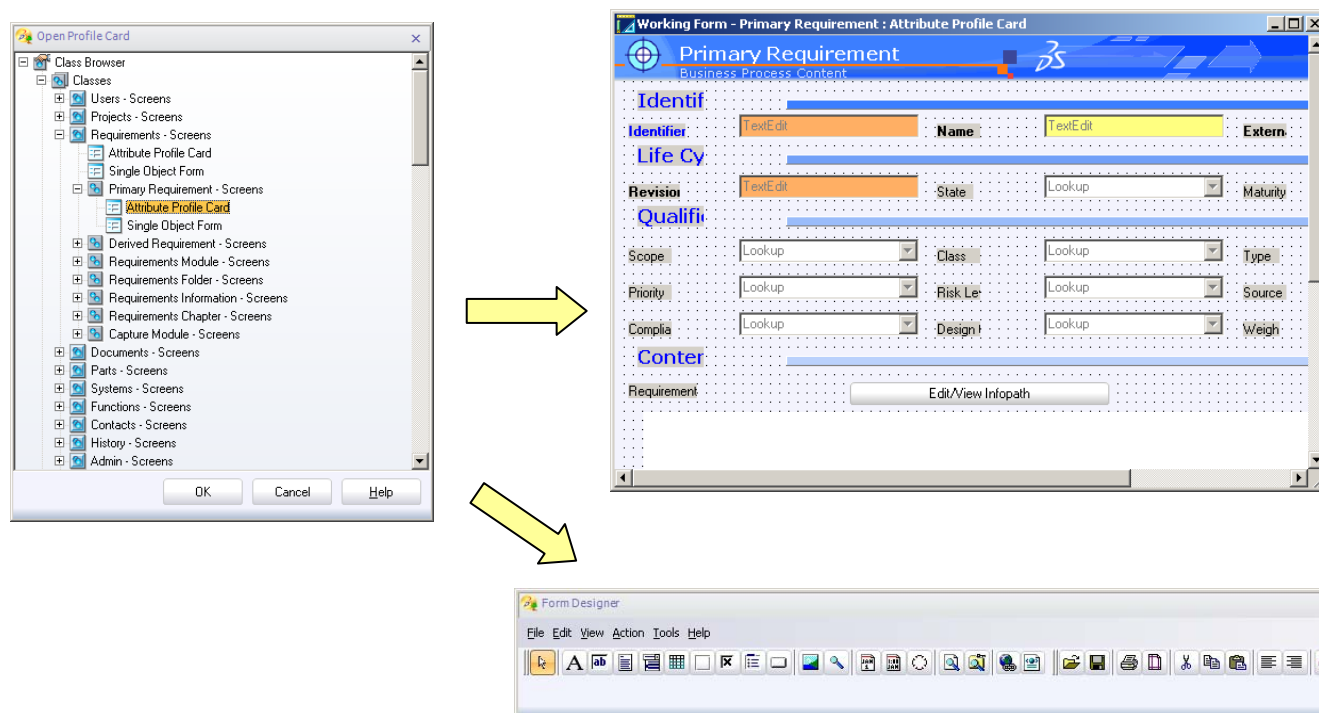 Open Profile Card
Class Browser
Classes
Users - Screens
Projects - Screens
Requirements - Screens
Attribute Profile Card
Single Object Form
Primary Requirement - Screens
Attribute Profile Card
Single Object Form
Derived Requirement - Screens
Requirements Module - Screens
Requirements Folder - Screens
Requirements Information - Screens
Requirements Chapter - Screens
Capture Module - Screens
Documents - Screens
Parts - Screens
Systems - Screens
Functions - Screens
Contacts - Screens
History - Screens
Admin - Screens
OK Cancel Help
Working Form - Primary Requirement : Attribute Profile Card
Primary Requirement
Business Process Content
Identif
Identifier TextEdit Name TextEdit Extern
Life Cy
Revision TextEdit State Lookup Maturity
Qualifi
Scope Lookup Class Lookup Type
Priority Lookup Risk Le Lookup Source
Complia Lookup Design Lookup Weigh
Conter
Requirement Edit/View Infopath
Form Designer
File Edit View Action Tools Help
A ab